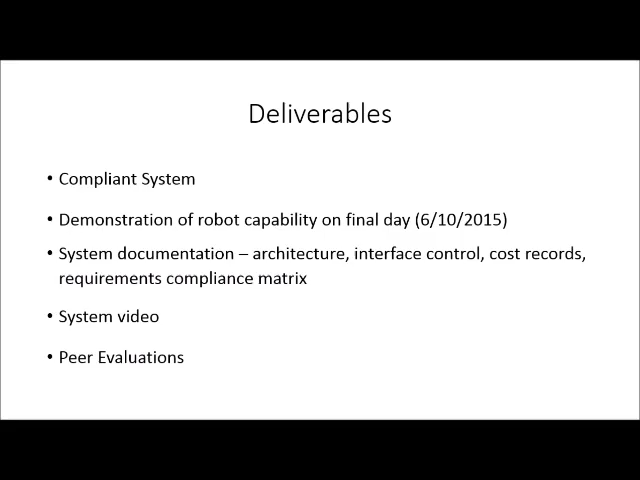 Deliverables
• Compliant System
• Demonstration of robot capability on final day (6/10/2015)
• System documentation – architecture, interface control, cost records,
requirements compliance matrix
• System video
• Peer Evaluations